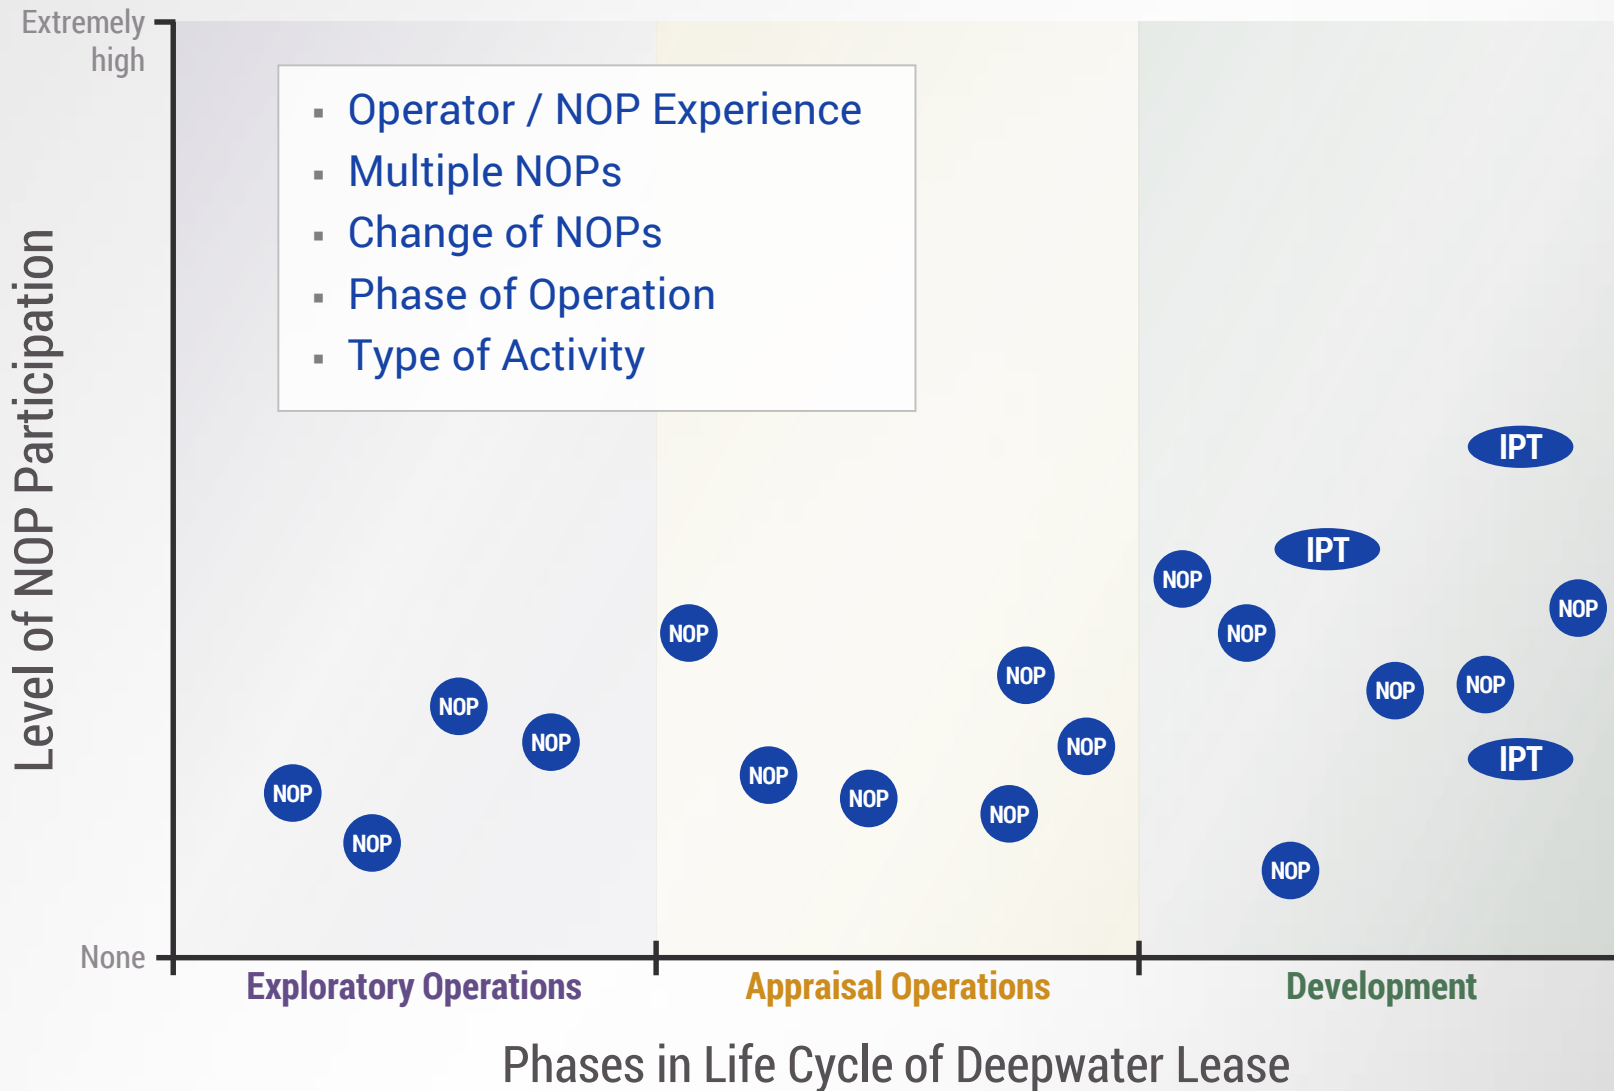 Extremely
high
▪ Operator / NOP Experience
▪ Multiple NOPs
▪ Change of NOPs
▪ Phase of Operation
▪ Type of Activity
Level of NOP Participation
IPT
IPT
NOP
NOP
NOP
NOP
NOP
NOP
NOP
NOP
NOP
NOP
NOP
IPT
NOP
NOP
NOP
NOP
NOP
None
Exploratory Operations
Appraisal Operations
Development
Phases in Life Cycle of Deepwater Lease